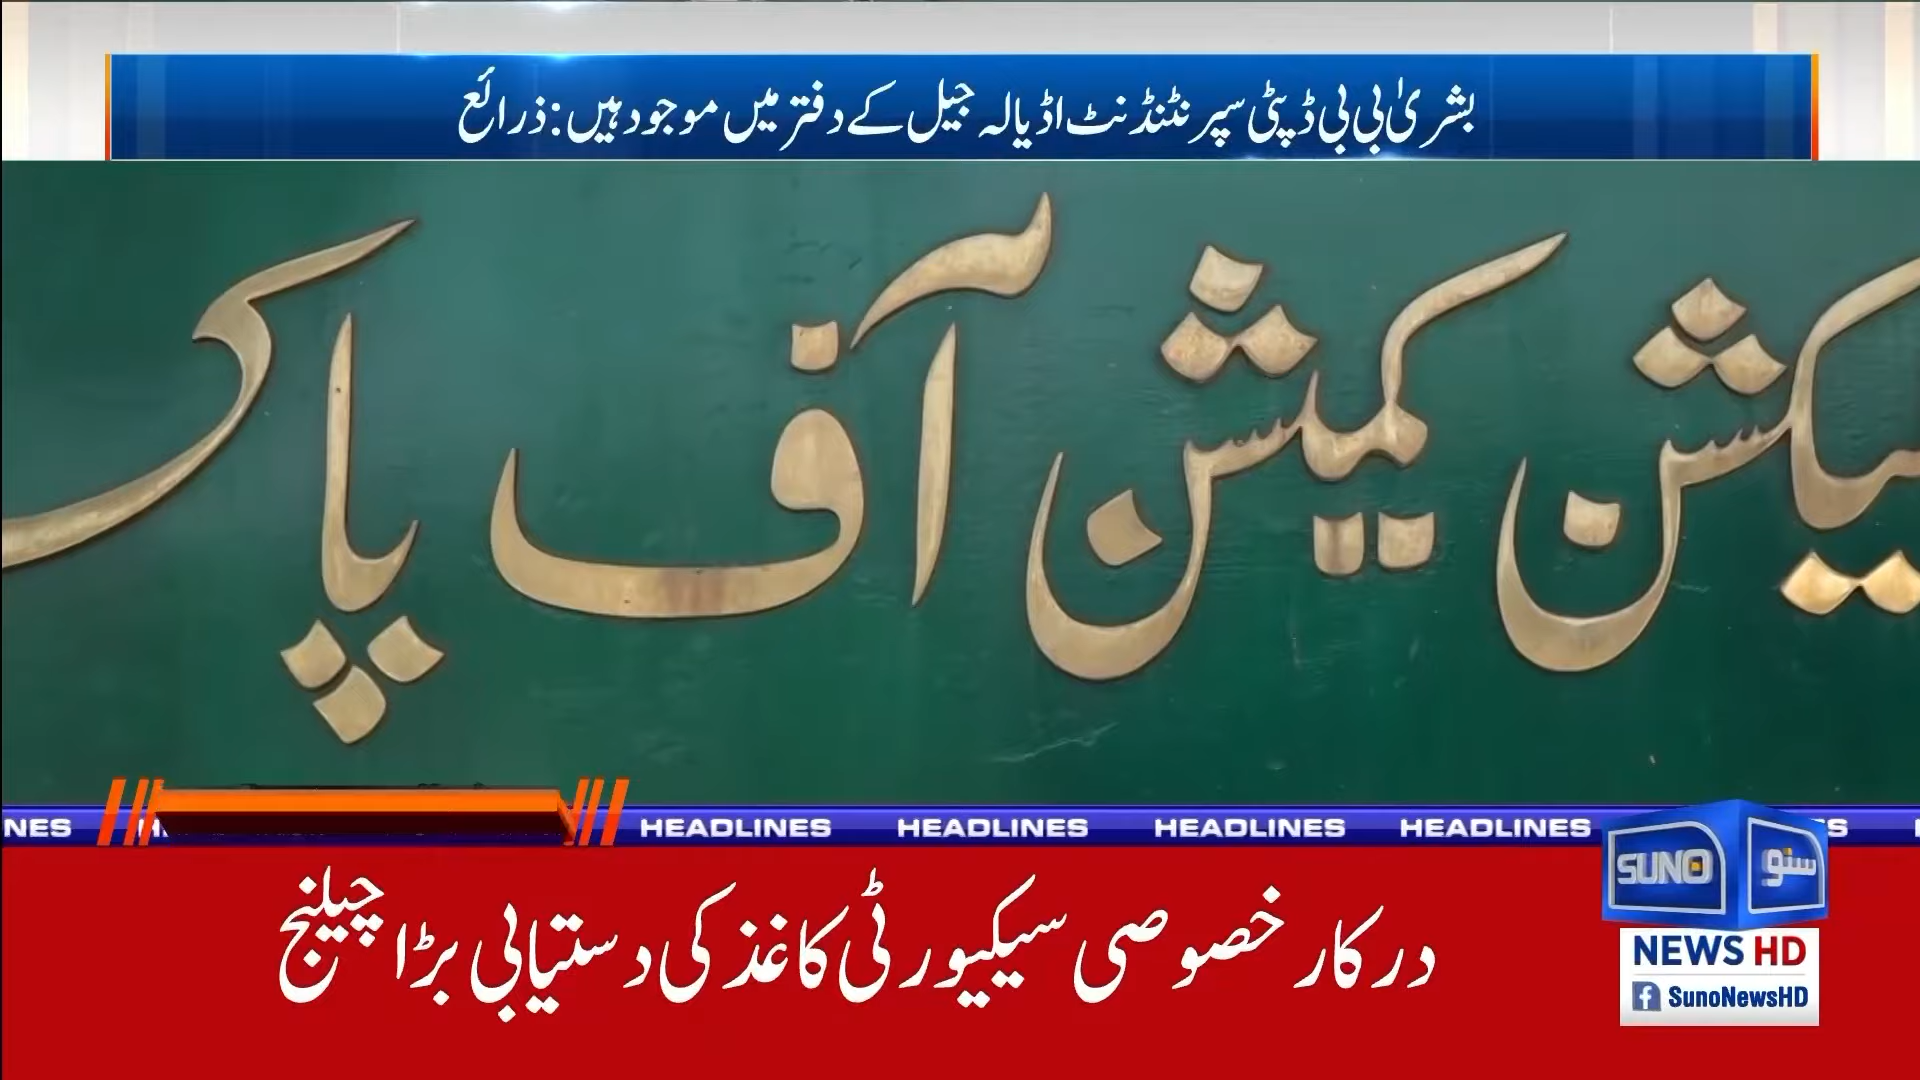 بشریٰ بی بی ڈپٹی سپرنٹنڈنٹ اڈیالہ جیل کے دفتر میں موجود ہیں: ذرائع
یکشن کمیشن آف پاک
HEADLINES HEADLINES HEADLINES HEADLINES
درکار خصوصی سیکیورٹی کاغذ کی دستیابی بڑا چیلنج
SUNO سنو
NEWS HD
SunoNewsHD